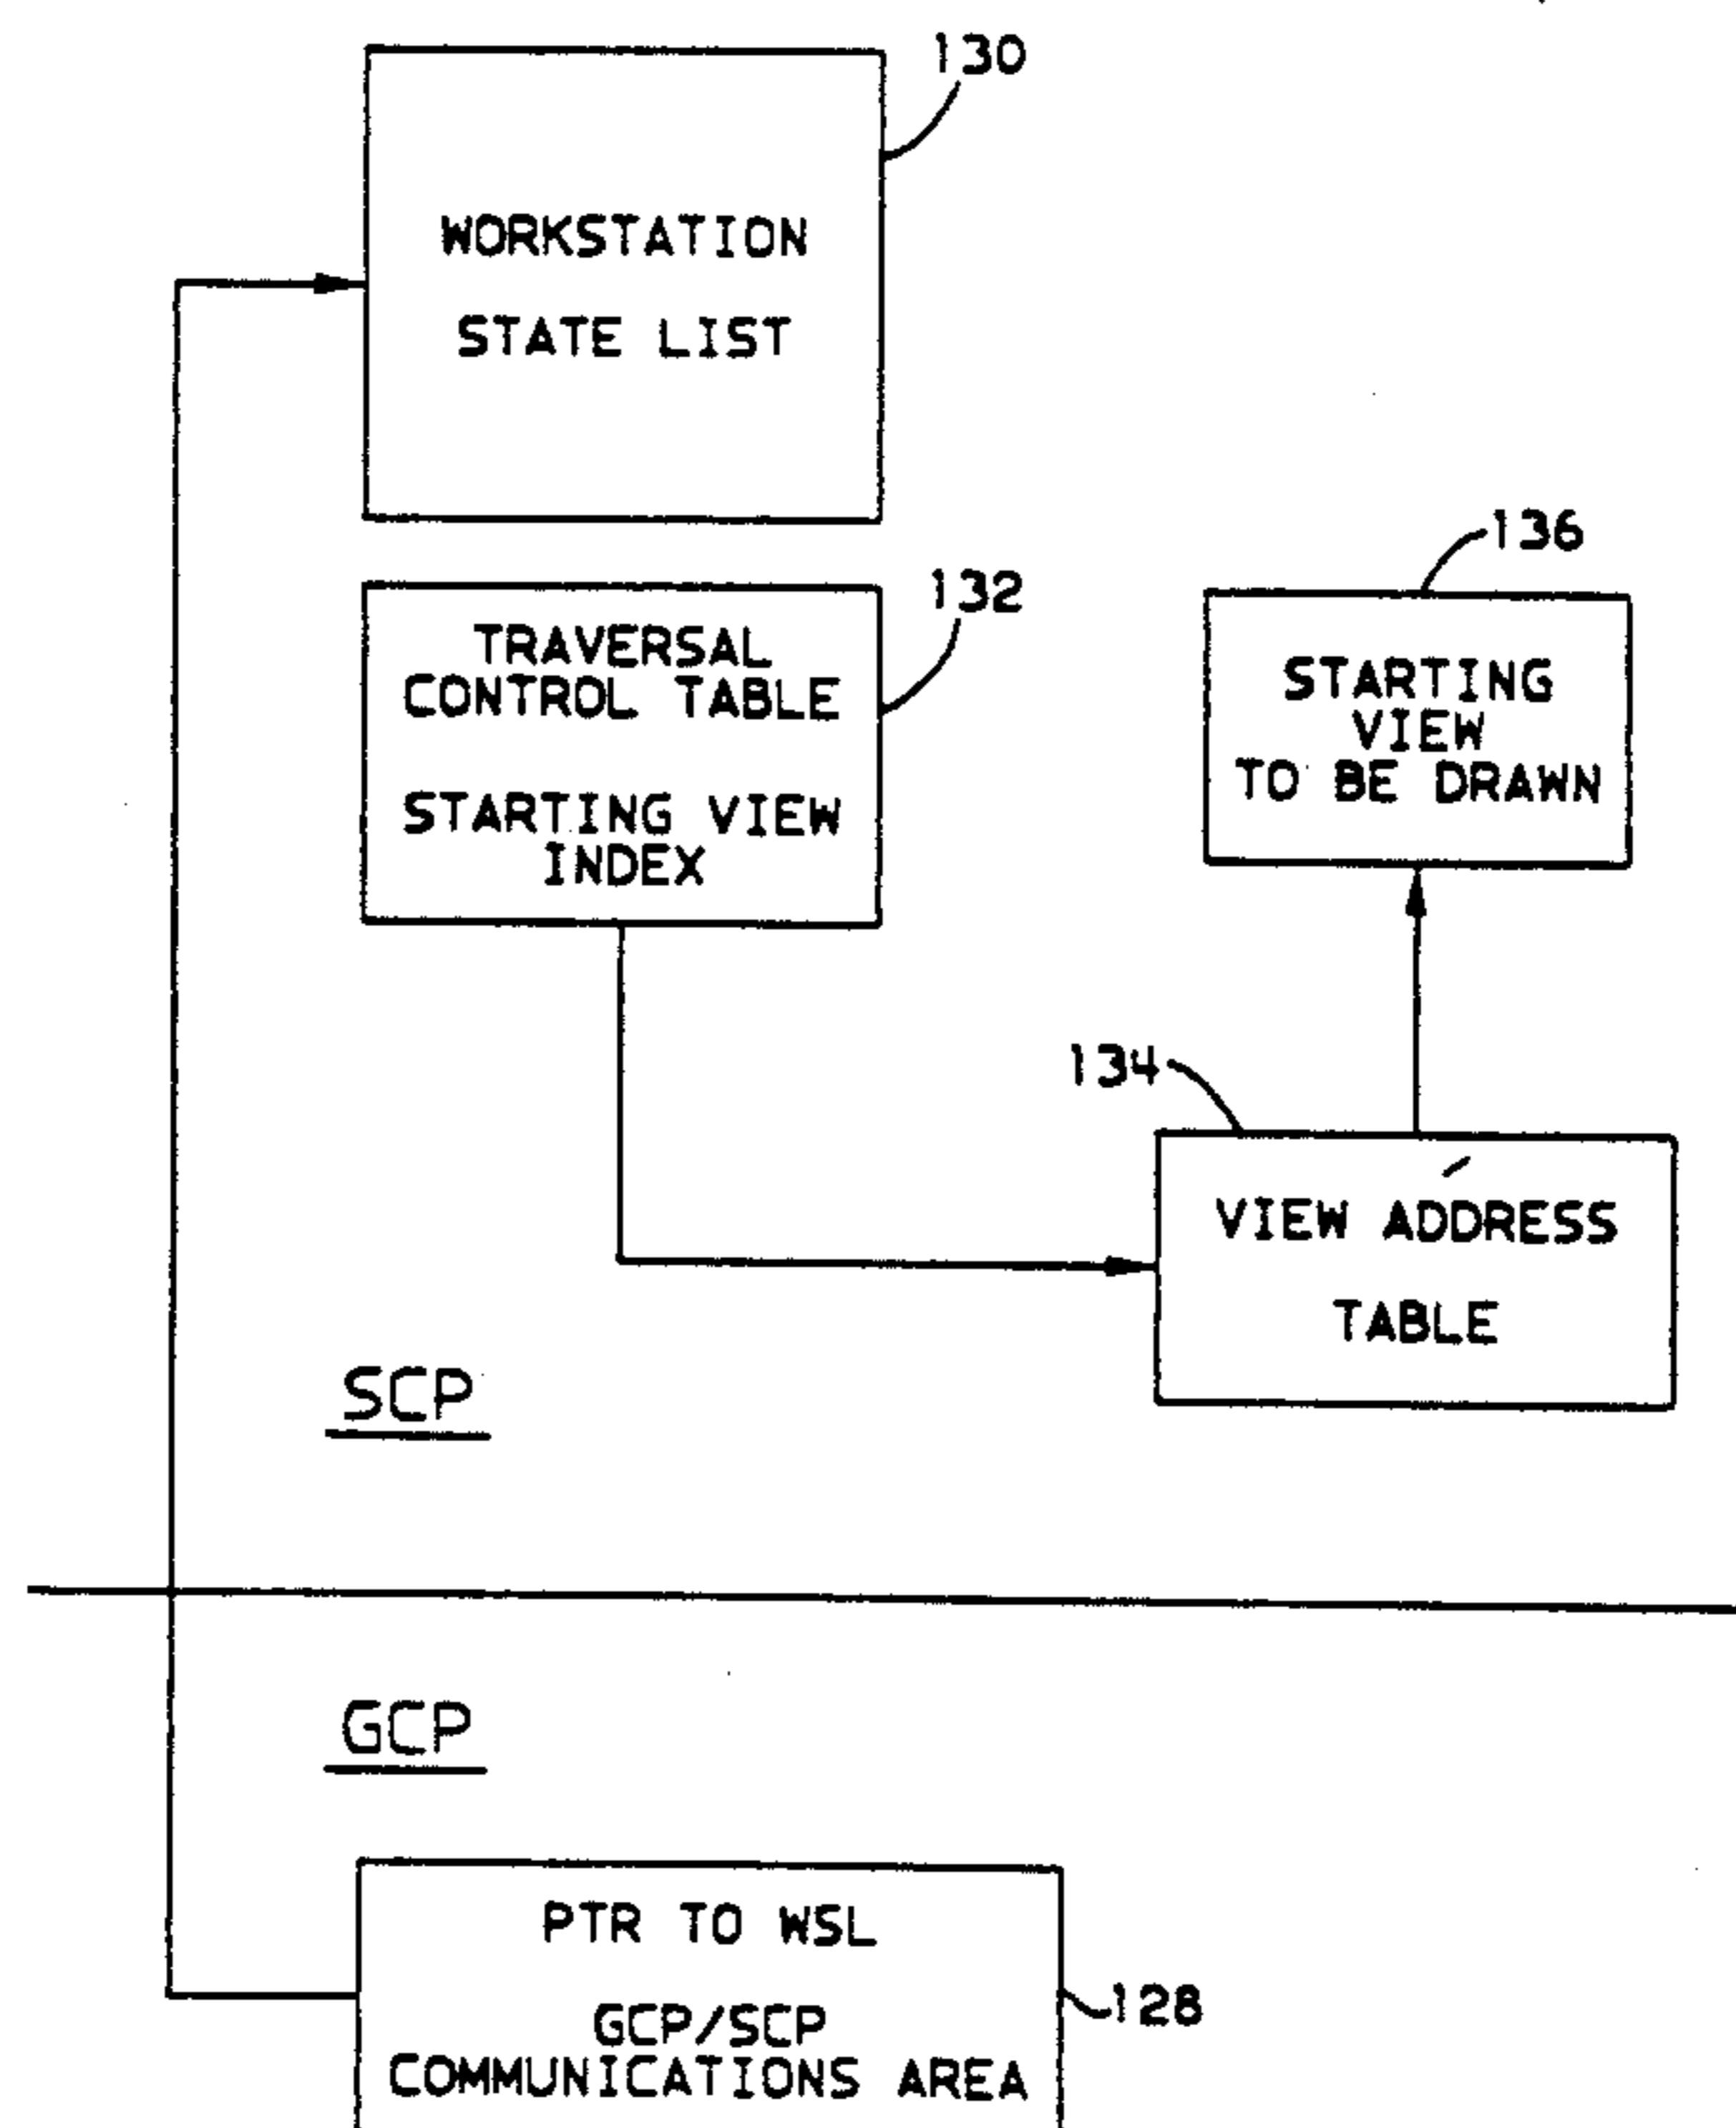 130
WORKSTATION
STATE LIST
132
TRAVERSAL
CONTROL TABLE
STARTING VIEW
INDEX
136
STARTING
VIEW
TO BE DRAWN
134
VIEW ADDRESS
TABLE
SCP
GCP
PTR TO WSL
GCP/SCP
COMMUNICATIONS AREA
128